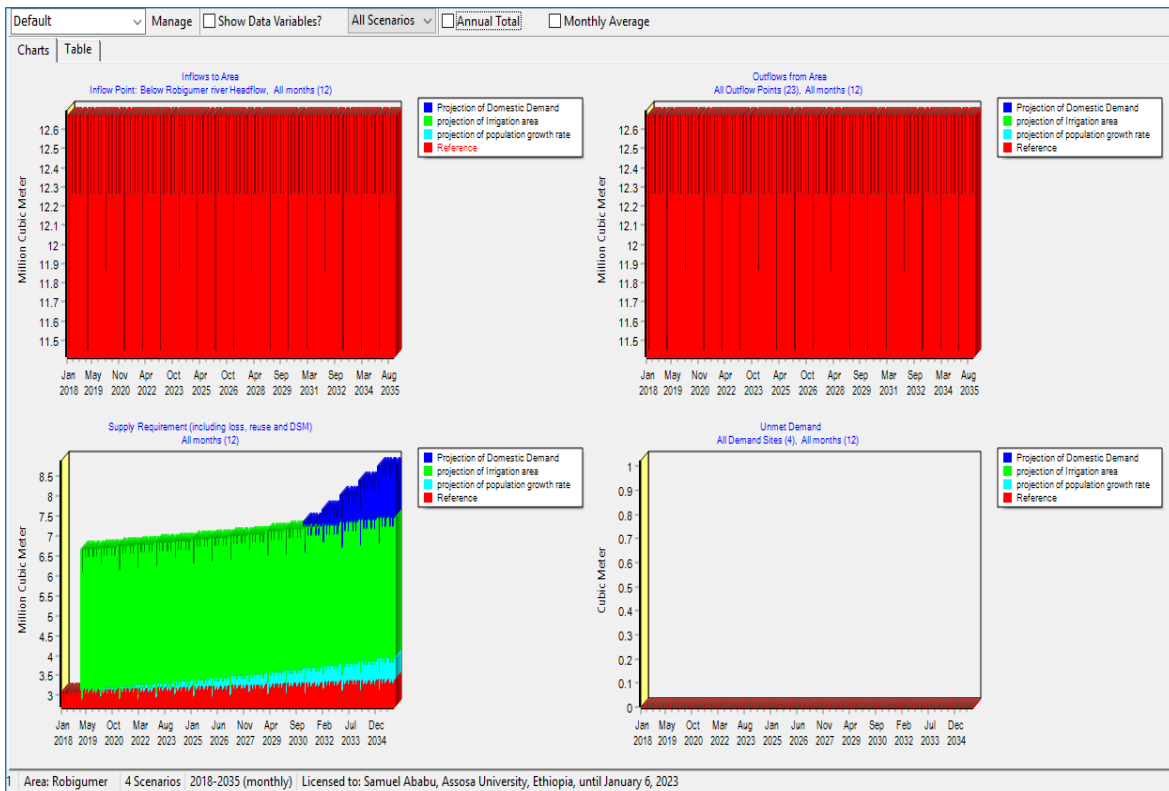 Default Manage Show Data Variables? All Scenarios Annual Total Monthly Average
Charts Table
Inflows to Area
Inflow Point: Below Robigumer river Headflow, All months (12)
Projection of Domestic Demand
projection of Irrigation area
projection of population growth rate
Reference
Million Cubic Meter
12.6
12.5
12.4
12.3
12.2
12.1
12
11.9
11.8
11.7
11.6
11.5
Jan May Nov Apr Oct Apr Oct Apr Sep Mar Sep Mar Aug
2018 2019 2020 2022 2023 2025 2026 2028 2029 2031 2032 2034 2035
Outflows from Area
All Outflow Points (23), All months (12)
Projection of Domestic Demand
projection of Irrigation area
projection of population growth rate
Reference
Million Cubic Meter
12.6
12.5
12.4
12.3
12.2
12.1
12
11.9
11.8
11.7
11.6
11.5
Jan May Nov Apr Oct Apr Oct Apr Sep Mar Sep Mar Aug
2018 2019 2020 2022 2023 2025 2026 2028 2029 2031 2032 2034 2035
Supply Requirement (including loss, reuse and DSM)
All months (12)
Projection of Domestic Demand
projection of Irrigation area
projection of population growth rate
Reference
Million Cubic Meter
8.5
8
7.5
7
6.5
6
5.5
5
4.5
4
3.5
3
Jan May Oct Mar Aug Jan Jun Nov Apr Sep Feb Jul Dec
2018 2019 2020 2022 2023 2025 2026 2027 2029 2030 2032 2033 2034
Unmet Demand
All Demand Sites (4), All months (12)
Projection of Domestic Demand
projection of Irrigation area
projection of population growth rate
Reference
Cubic Meter
1
0.9
0.8
0.7
0.6
0.5
0.4
0.3
0.2
0.1
0
Jan May Oct Mar Aug Jan Jun Nov Apr Sep Feb Jul Dec
2018 2019 2020 2022 2023 2025 2026 2027 2029 2030 2032 2033 2034
1 Area: Robigumer 4 Scenarios 2018-2035 (monthly) Licensed to: Samuel Ababu, Assosa University, Ethiopia, until January 6, 2023